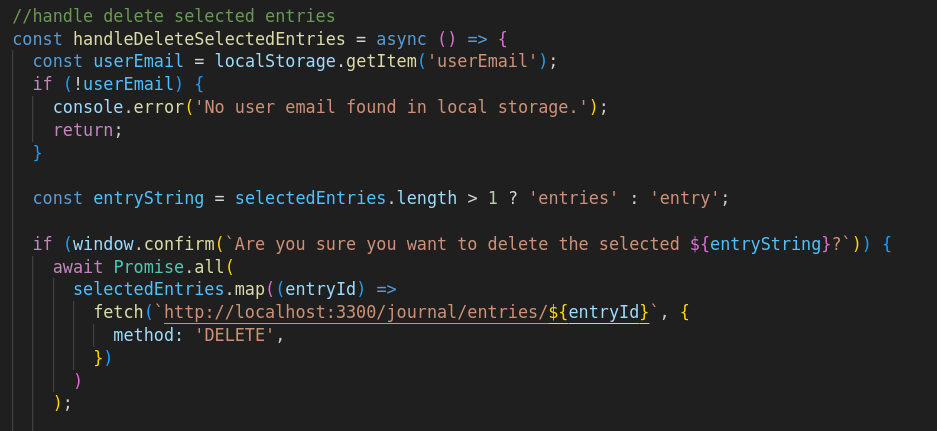 //handle delete selected entries
const handleDeleteSelectedEntries = async () => {
  const userEmail = localStorage.getItem('userEmail');
  if (!userEmail) {
    console.error('No user email found in local storage.');
    return;
  }

  const entryString = selectedEntries.length > 1 ? 'entries' : 'entry';

  if (window.confirm(`Are you sure you want to delete the selected ${entryString}?`)) {
    await Promise.all(
      selectedEntries.map((entryId) =>
        fetch(`http://localhost:3300/journal/entries/${entryId}`, {
          method: 'DELETE',
        })
      )
    );